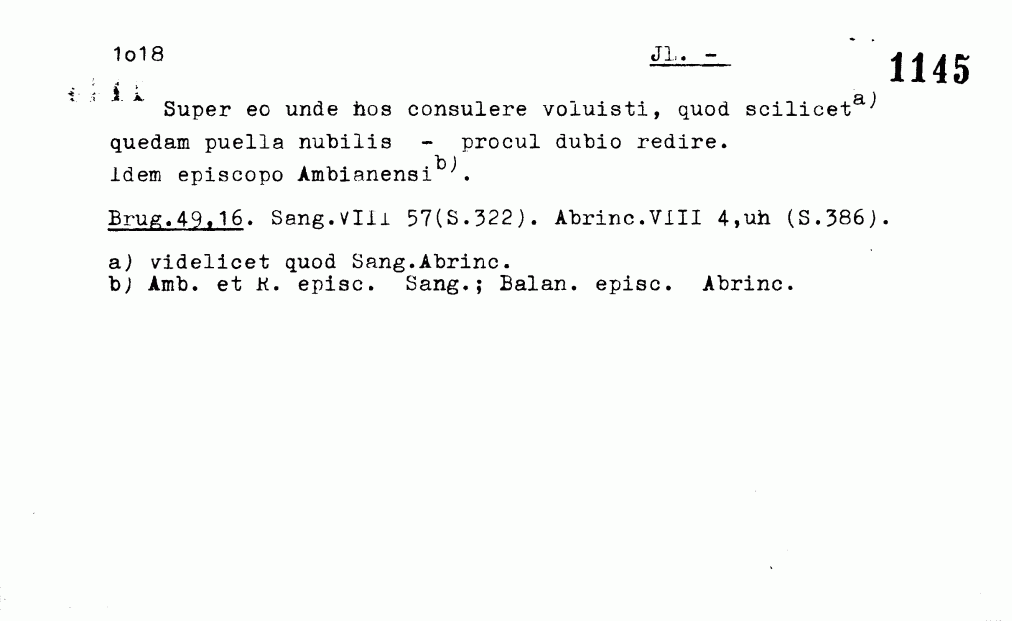 1o18 Jl. - 1145
Super eo unde hos consulere voluisti, quod scilicet a)
quedam puella nubilis - procul dubio redire.
Idem episcopo Ambianensi b).
Brug.49,16. Sang.VIII 57(S.322). Abrinc.VIII 4,uh (S.386).
a) videlicet quod Sang.Abrinc.
b) Amb. et R. episc. Sang.; Balan. episc. Abrinc.